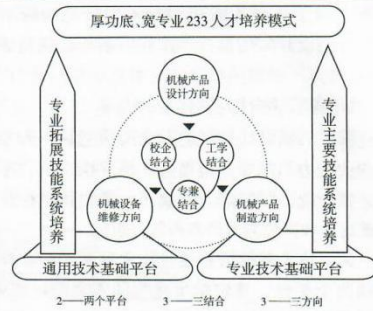 厚功底、宽专业233人才培养模式
专业拓展技能系统培养
机械产品
设计方向
校企
结合
工学
结合
专兼
结合
机械设备
维修方向
机械产品
制造方向
专业主要技能系统培养
通用技术基础平台
专业技术基础平台
2——两个平台 3——三结合 3——三方向